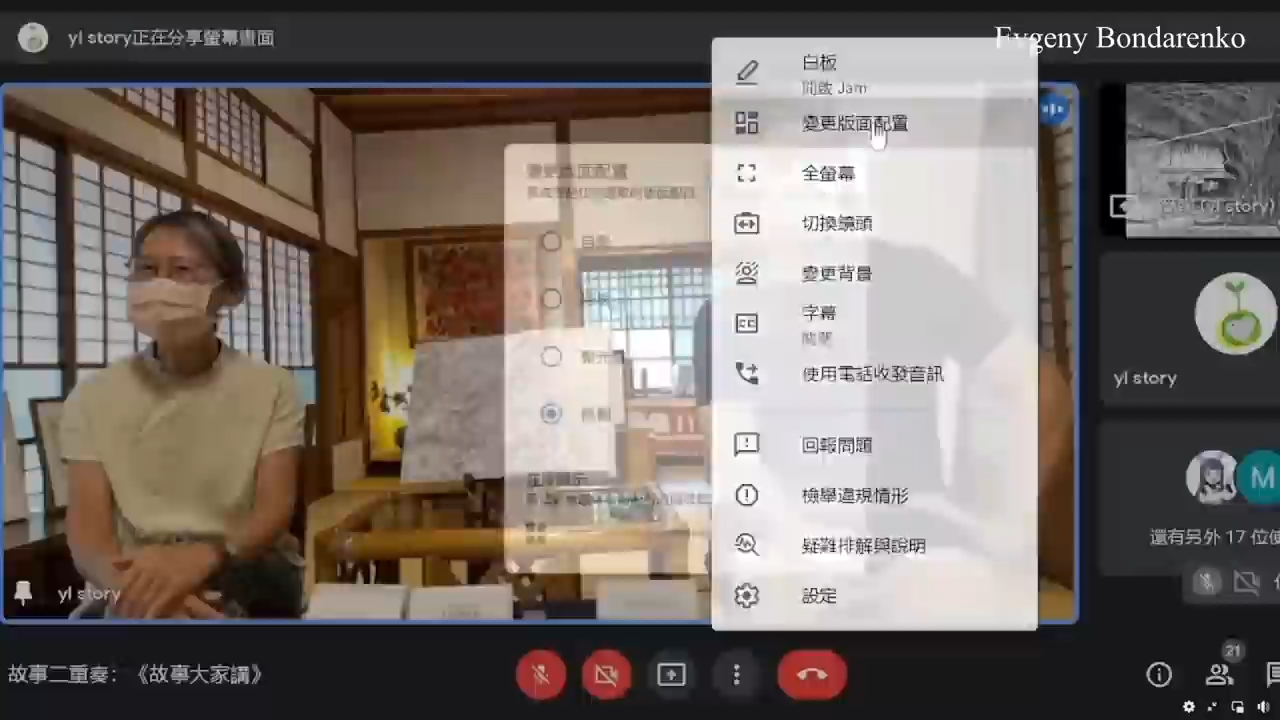 yl story正在分享螢幕畫面
Evgeny Bondarenko
白板
開啟 Jam
變更版面配置
全螢幕
切換鏡頭
變更背景
字幕
使用電話收發音訊
回報問題
檢舉違規情形
疑難排解與說明
設定
(yl story)
yl story
M
還有另外 17 位
yl story
故事二重奏：《故事大家講》
21